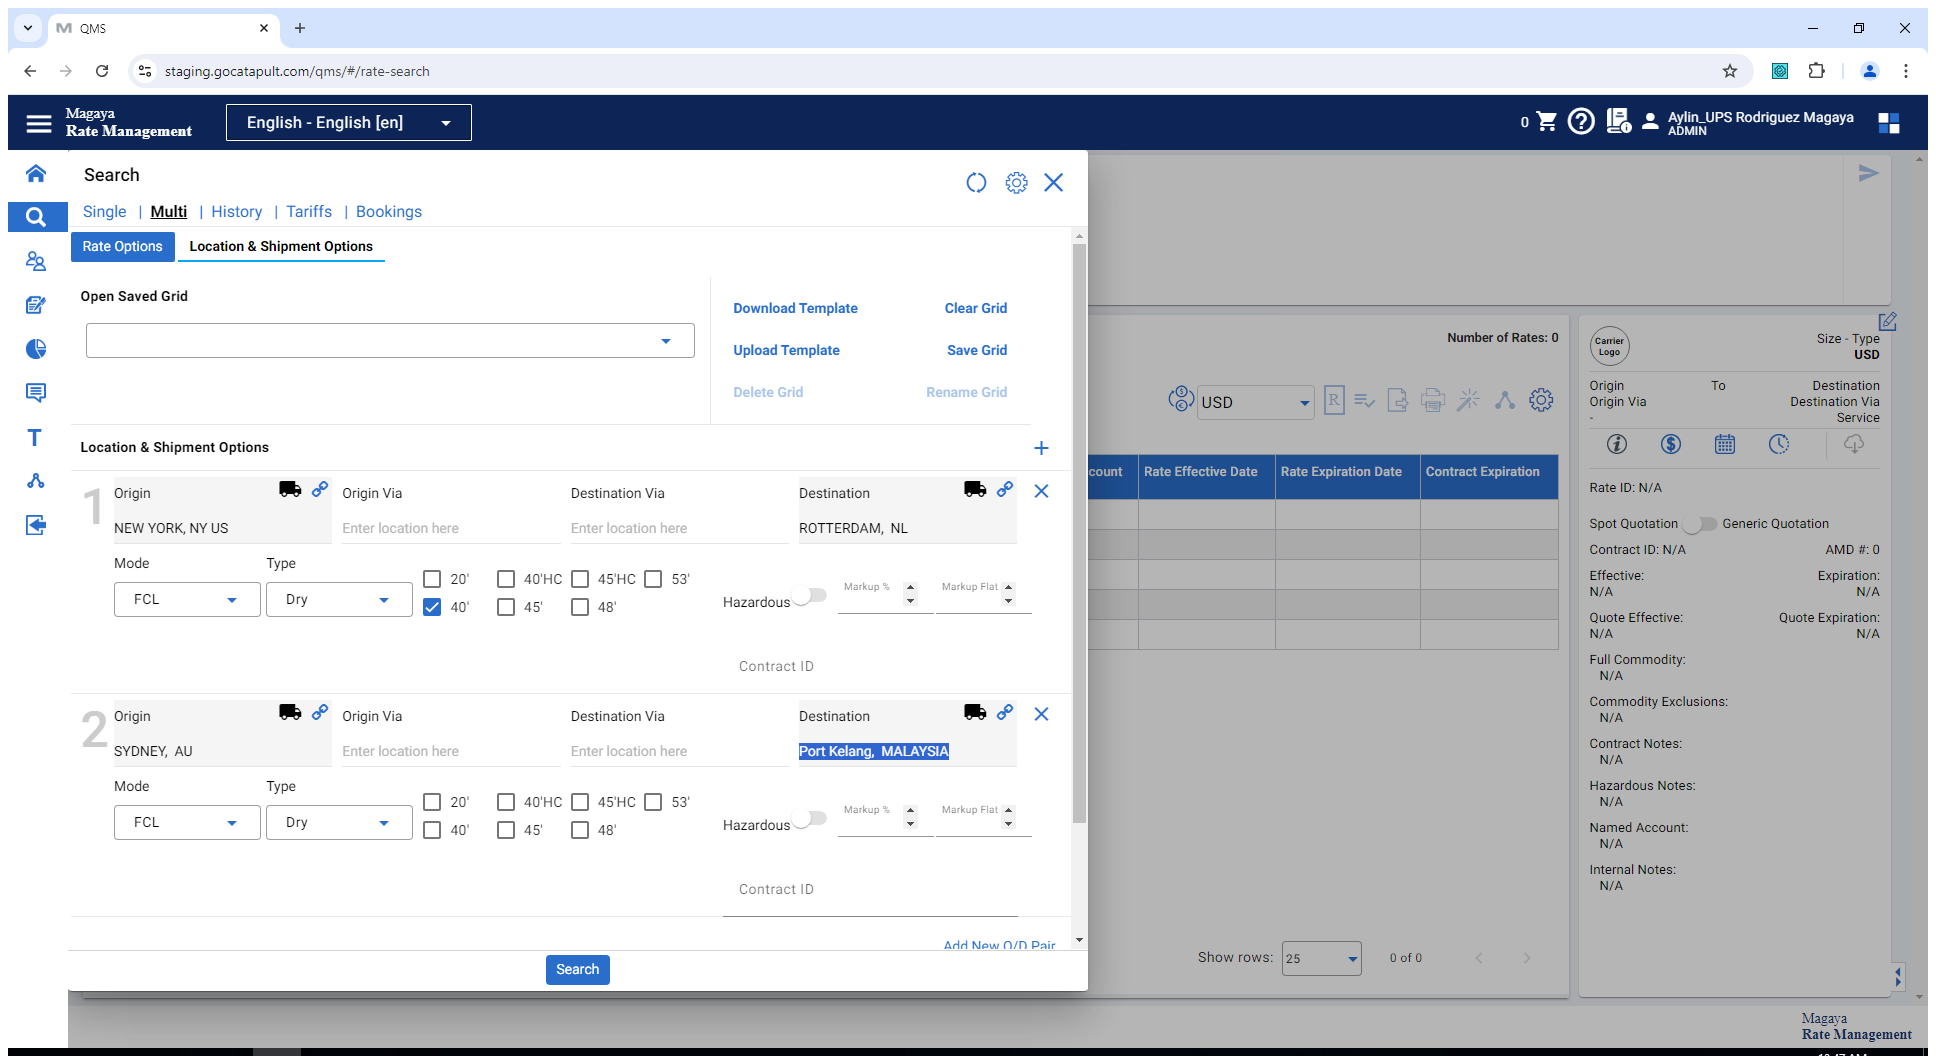 QMS
staging.gocatapult.com/qms/#/rate-search
Magaya
Rate Management
English - English [en]
0
Aylin_UPS Rodriguez Magaya
ADMIN
Search
Single | Multi | History | Tariffs | Bookings
Rate Options
Location & Shipment Options
Open Saved Grid
Download Template
Clear Grid
Upload Template
Save Grid
Delete Grid
Rename Grid
Location & Shipment Options
1
Origin
Origin Via
Destination Via
Destination
NEW YORK, NY US
Enter location here
Enter location here
ROTTERDAM, NL
Mode
Type
FCL
Dry
20'
40'HC
45'HC
53'
40'
45'
48'
Hazardous
Markup %
Markup Flat
Contract ID
2
Origin
Origin Via
Destination Via
Destination
SYDNEY, AU
Enter location here
Enter location here
Port Kelang, MALAYSIA
Mode
Type
FCL
Dry
20'
40'HC
45'HC
53'
40'
45'
48'
Hazardous
Markup %
Markup Flat
Contract ID
Add New O/D Pair
Search
Number of Rates: 0
USD
R
count
Rate Effective Date
Rate Expiration Date
Contract Expiration
Show rows:
25
0 of 0
Carrier
Logo
Size - Type
USD
Origin
To
Destination
Origin Via
Destination Via
-
Service
Rate ID: N/A
Spot Quotation
Generic Quotation
Contract ID: N/A
AMD #: 0
Effective:
Expiration:
N/A
N/A
Quote Effective:
Quote Expiration:
N/A
N/A
Full Commodity:
N/A
Commodity Exclusions:
N/A
Contract Notes:
N/A
Hazardous Notes:
N/A
Named Account:
N/A
Internal Notes:
N/A
Magaya
Rate Management
10:47 AM